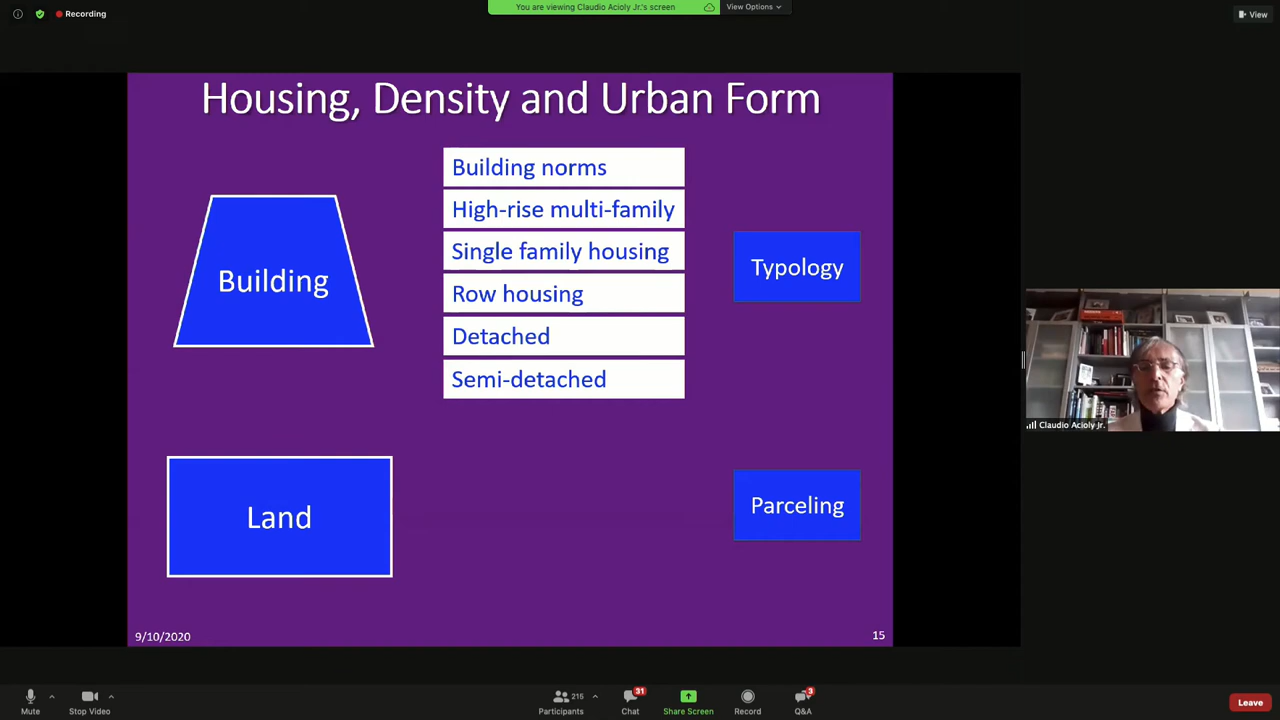 Recording
You are viewing Claudio Acioly Jr.'s screen
View Options
View
Housing, Density and Urban Form
Building
Building norms
High-rise multi-family
Single family housing
Row housing
Detached
Semi-detached
Typology
Land
Parceling
9/10/2020
15
Claudio Acioly Jr.
Mute
Stop Video
215
Participants
31
Chat
Share Screen
Record
3
Q&A
Leave